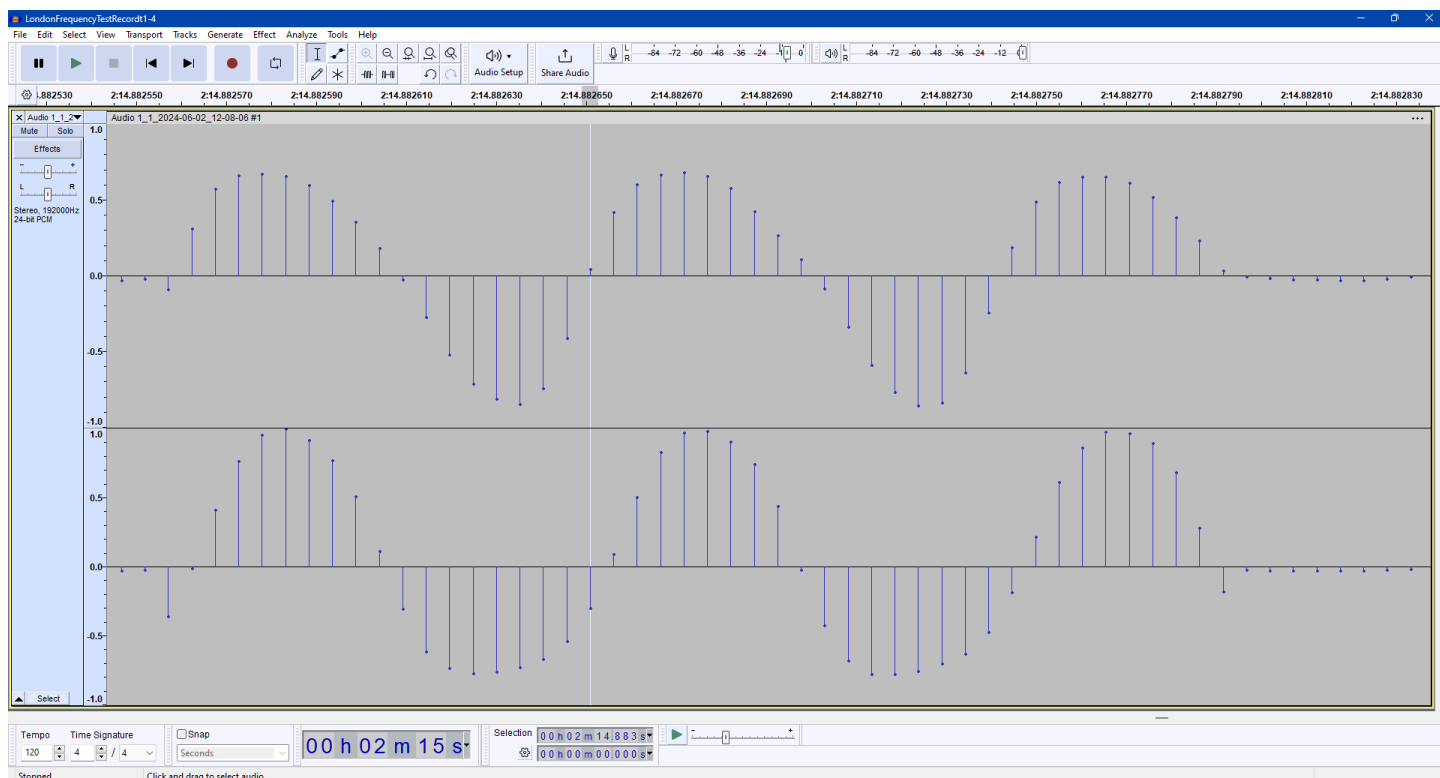 LondonFrequencyTestRecordt1-4
File Edit Select View Transport Tracks Generate Effect Analyze Tools Help
L R -84 -72 -60 -48 -36 -24 -12 0
L R -84 -72 -60 -48 -36 -24 -12 0
Audio Setup
Share Audio
.882530 2:14.882550 2:14.882570 2:14.882590 2:14.882610 2:14.882630 2:14.882650 2:14.882670 2:14.882690 2:14.882710 2:14.882730 2:14.882750 2:14.882770 2:14.882790 2:14.882810 2:14.882830
Audio 1_1_2
Audio 1_1_2024-06-02_12-08-06 #1
Mute Solo
Effects
- +
L R
Stereo, 192000Hz
24-bit PCM
1.0
0.5
0.0
-0.5
-1.0
1.0
0.5
0.0
-0.5
-1.0
Select
Tempo Time Signature
120 4 / 4
Snap
Seconds
00 h 02 m 15 s
Selection
00 h 02 m 14.883 s
00 h 00 m 00.000 s
- +
Stopped. Click and drag to select audio